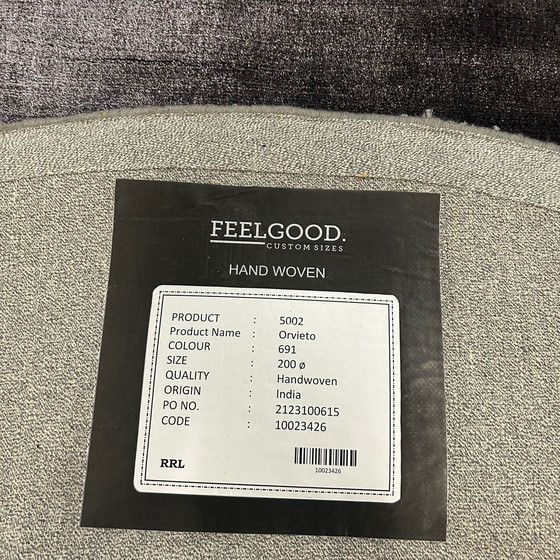 FEELGOOD.
CUSTOM SIZES
HAND WOVEN
PRODUCT : 5002
Product Name : Orvieto
COLOUR : 691
SIZE : 200 ø
QUALITY : Handwoven
ORIGIN : India
PO NO. : 2123100615
CODE : 10023426
RRL
10023426